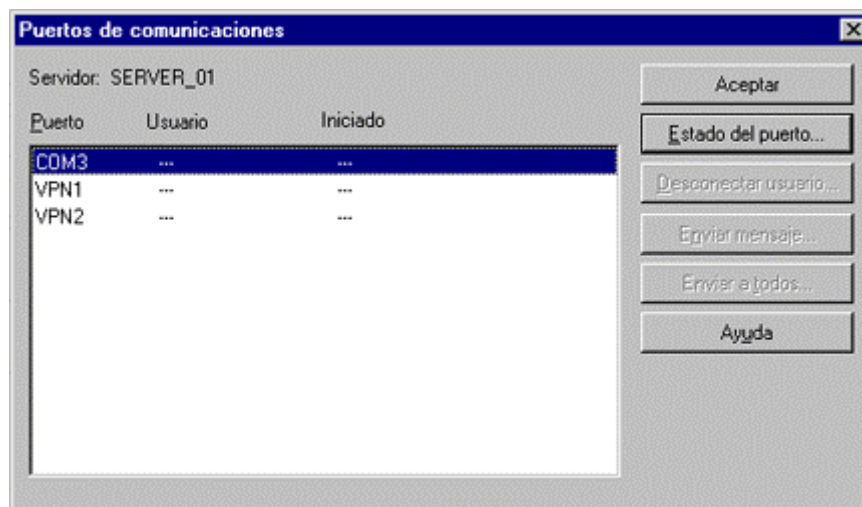 Puertos de comunicaciones
Servidor: SERVER_01
Puerto Usuario Iniciado
COM3 --- ---
VPN1 --- ---
VPN2 --- ---
Aceptar
Estado del puerto...
Desconectar usuario...
Enviar mensaje...
Enviar a todos...
Ayuda